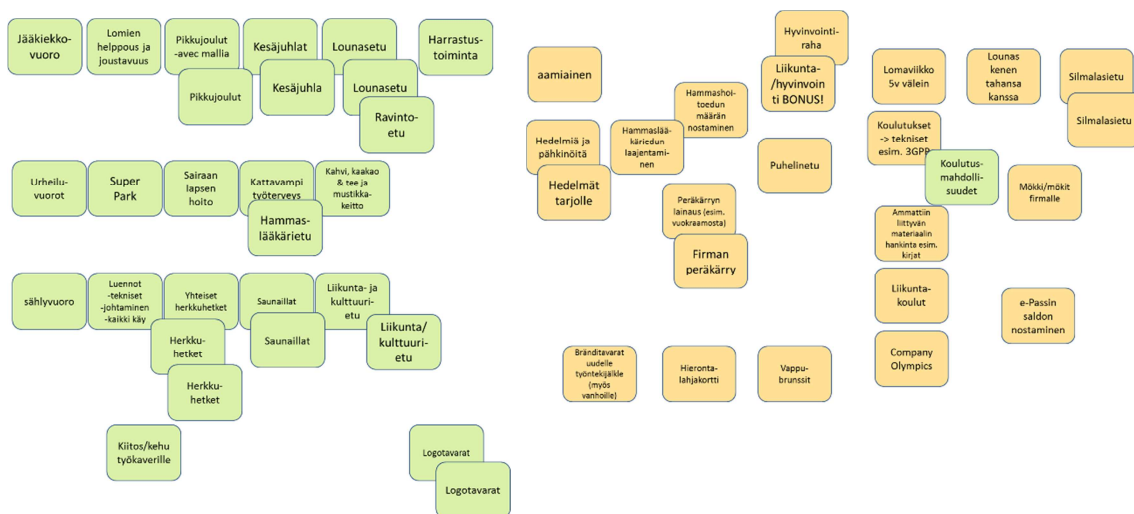 Jääkiekko-
vuoro
Lomien
helppous ja
joustavuus
Pikkujoulut
-avec mallia
Pikkujoulut
Kesäjuhlat
Kesäjuhla
Lounasetu
Lounasetu
Ravinto-
etu
Harrastus-
toiminta
Urheilu-
vuorot
Super
Park
Sairaan
lapsen
hoito
Kattavampi
työterveys
Hammas-
lääkärietu
Kahvi, kaakao
& tee ja
mustikka-
keitto
sählyvuoro
Luennot
-tekniset
-johtaminen
-kaikki käy
Yhteiset
herkkuhetket
Herkku-
hetket
Herkku-
hetket
Saunaillat
Saunaillat
Liikunta- ja
kulttuuri-
etu
Liikunta/
kulttuuri-
etu
Kiitos/kehu
työkaverille
Logotavarat
Logotavarat
aamiainen
Hedelmiä ja
pähkinöitä
Hedelmät
tarjolle
Hammaslää-
käriedun
laajentami-
nen
Hammashoi-
toedun
määrän
nostaminen
Hyvinvointi-
raha
Liikunta-
/hyvinvoin
ti BONUS!
Puhelinetu
Peräkärryn
lainaus (esim.
vuokraamosta)
Firman
peräkärry
Bränditavarat
uudelle
työntekijälkle
(myös
vanhoille)
Hieronta-
lahjakortti
Vappu-
brunssit
Lomaviikko
5v välein
Lounas
kenen
tahansa
kanssa
Silmalasietu
Silmalasietu
Koulutukset
-> tekniset
esim. 3GPP
Koulutus-
mahdolli-
suudet
Mökki/mökit
firmalle
Ammattiin
liittyvän
materiaalin
hankinta esim.
kirjat
Liikunta-
koulut
e-Passin
saldon
nostaminen
Company
Olympics